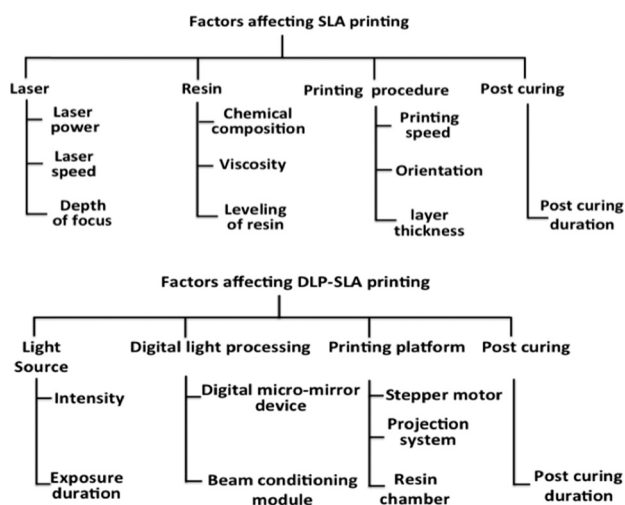 Factors affecting SLA printing
Laser
Resin
Printing procedure
Post curing
Laser
power
Chemical
composition
Printing
speed
Laser
speed
Viscosity
Orientation
Depth
of focus
Leveling
of resin
layer
thickness
Post curing
duration
Factors affecting DLP-SLA printing
Light
Source
Digital light processing
Printing platform
Post curing
Intensity
Digital micro-mirror
device
Stepper motor
Projection
system
Exposure
duration
Beam conditioning
module
Resin
chamber
Post curing
duration